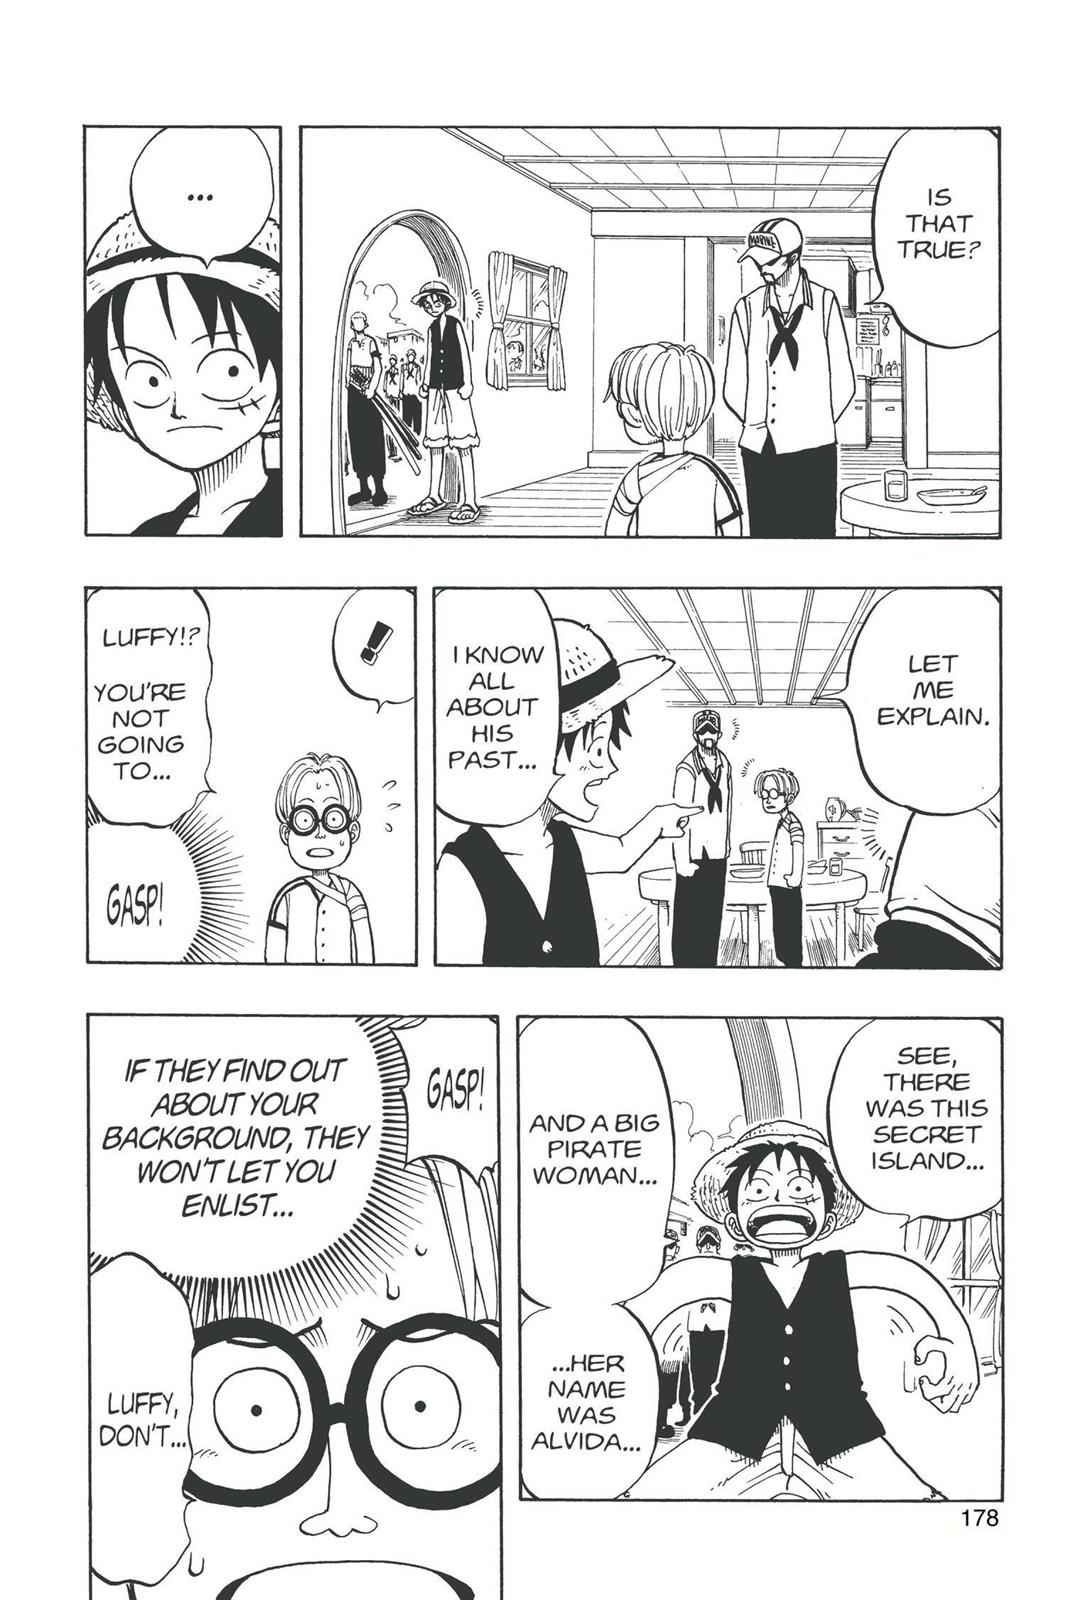 IS
THAT
TRUE?
MARINE
...
LET
ME
EXPLAIN.
I KNOW
ALL
ABOUT
HIS
PAST...
!
LUFFY!?
YOU'RE
NOT
GOING
TO...
GASP!
SEE,
THERE
WAS THIS
SECRET
ISLAND...
AND A BIG
PIRATE
WOMAN...
...HER
NAME
WAS
ALVIDA...
GASP!
IF THEY FIND OUT
ABOUT YOUR
BACKGROUND, THEY
WON'T LET YOU
ENLIST...
LUFFY,
DON'T...
178